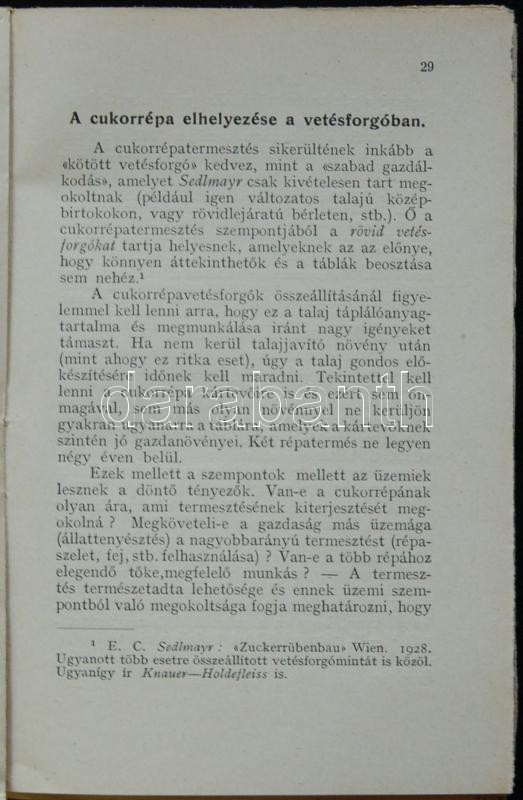 29
A cukorrépa elhelyezése a vetésforgóban.
A cukorrépatermesztés sikerültének inkább a
«kötött vetésforgó» kedvez, mint a «szabad gazdál-
kodás», amelyet Sedlmayr csak kivételesen tart meg-
okoltnak (például igen változatos talajú közép-
birtokokon, vagy rövidlejáratú bérleten, stb.). Ő a
cukorrépatermesztés szempontjából a rövid vetés-
forgókat tartja helyesnek, amelyeknek az az előnye,
hogy könnyen áttekinthetők és a táblák beosztása
sem nehéz.¹
A cukorrépavetésforgók összeállításánál figye-
lemmel kell lenni arra, hogy ez a talaj táplálóanyag-
tartalma és megmunkálása iránt nagy igényeket
támaszt. Ha nem kerül talajjavító növény után
(mint ahogy ez ritka eset), úgy a talaj gondos elő-
készítésére időnek kell maradni. Tekintettel kell
lenni a cukorrépa kártevőire is és ezért sem ön-
magával, sem más olyan növénnyel ne kerüljön
gyakran ugyanarra a táblára, amelyek a kártevőknek
szintén jó gazdanövényei. Két répatermés ne legyen
négy éven belül.
Ezek mellett a szempontok mellett az üzemiek
lesznek a döntő tényezők. Van-e a cukorrépának
olyan ára, ami termesztésének kiterjesztését meg-
okolná ? Megköveteli-e a gazdaság más üzemága
(állattenyésztés) a nagyobbarányú termesztést (répa-
szelet, fej, stb. felhasználása) ? Van-e a több répához
elegendő tőke,megfelelő munkás ? — A termesz-
tés természetadta lehetősége és ennek üzemi szem-
pontból való megokoltsága fogja meghatározni, hogy
¹ E. C. Sedlmayr : «Zuckerrübenbau» Wien. 1928.
Ugyanott több esetre összeállított vetésforgómintát is közöl.
Ugyanígy ír Knauer—Holdefleiss is.
darabanth